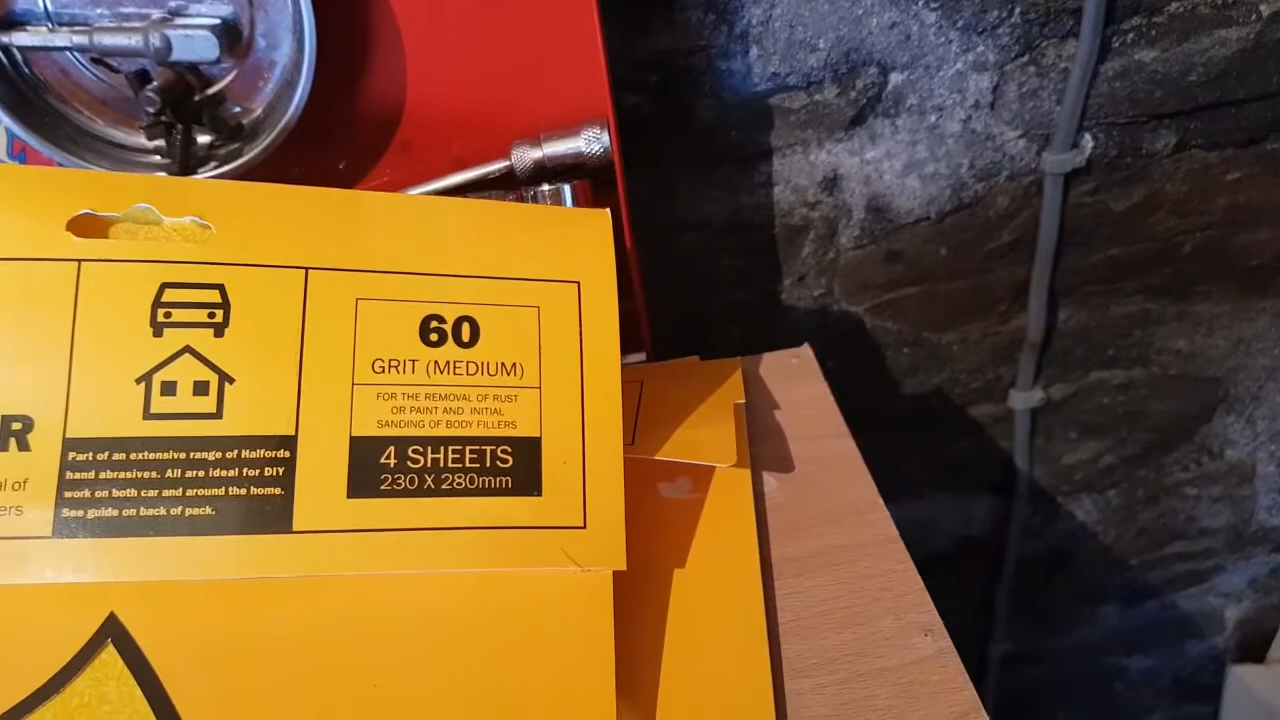 R
al of
ers
Part of an extensive range of Halfords
hand abrasives. All are ideal for DIY
work on both car and around the home.
See guide on back of pack.
60
GRIT (MEDIUM)
FOR THE REMOVAL OF RUST
OR PAINT AND INITIAL
SANDING OF BODY FILLERS
4 SHEETS
230 X 280mm